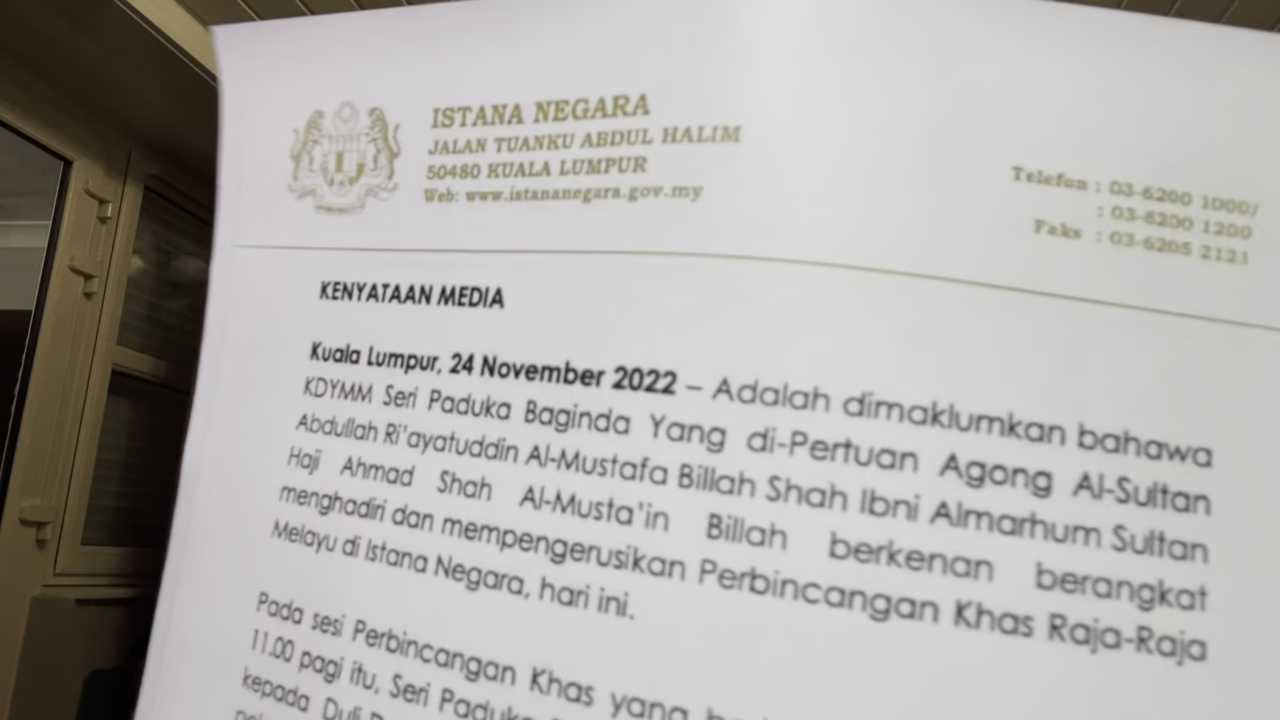 ISTANA NEGARA
JALAN TUANKU ABDUL HALIM
50480 KUALA LUMPUR
Web: www.istananegara.gov.my
Telefon : 03-6200 1000/
: 03-6200 1200
Faks : 03-6205 2121
KENYATAAN MEDIA
Kuala Lumpur, 24 November 2022 – Adalah dimaklumkan bahawa
KDYMM Seri Paduka Baginda Yang di-Pertuan Agong Al-Sultan
Abdullah Ri'ayatuddin Al-Mustafa Billah Shah Ibni Almarhum Sultan
Haji Ahmad Shah Al-Musta'in Billah berkenan berangkat
menghadiri dan mempengerusikan Perbincangan Khas Raja-Raja
Melayu di Istana Negara, hari ini.
Pada sesi Perbincangan Khas yang
11.00 pagi itu, Seri Paduka
kepada Duli